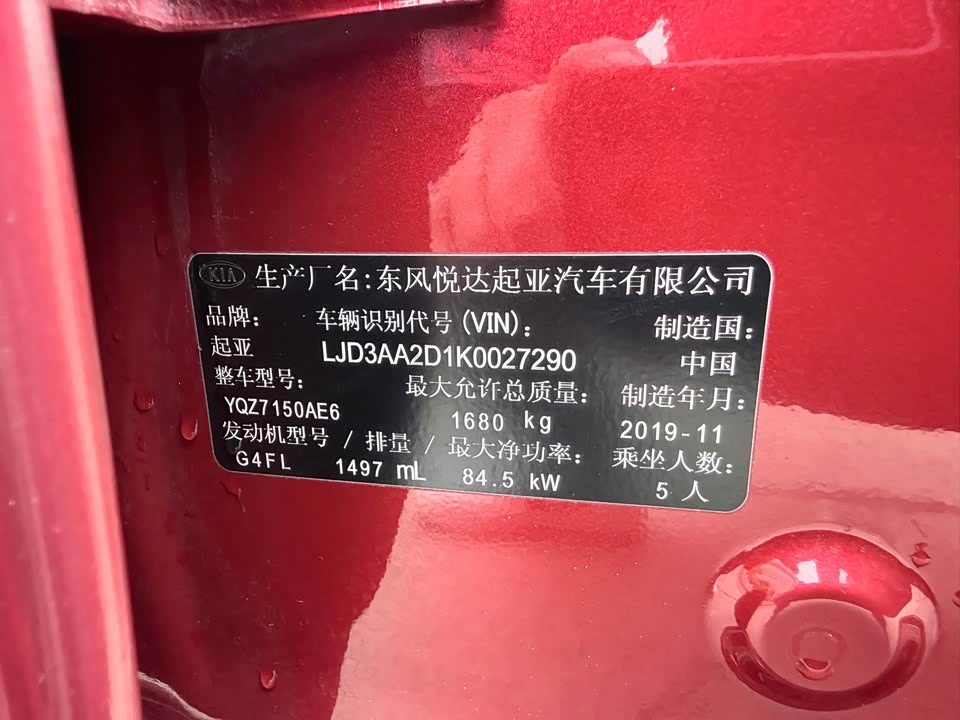 KIA 生产厂名:东风悦达起亚汽车有限公司
品牌: 车辆识别代号(VIN): 制造国:
起亚 LJD3AA2D1K0027290 中国
整车型号: 最大允许总质量: 制造年月:
YQZ7150AE6 1680 kg 2019-11
发动机型号 / 排量 / 最大净功率: 乘坐人数:
G4FL 1497 mL 84.5 kW 5 人